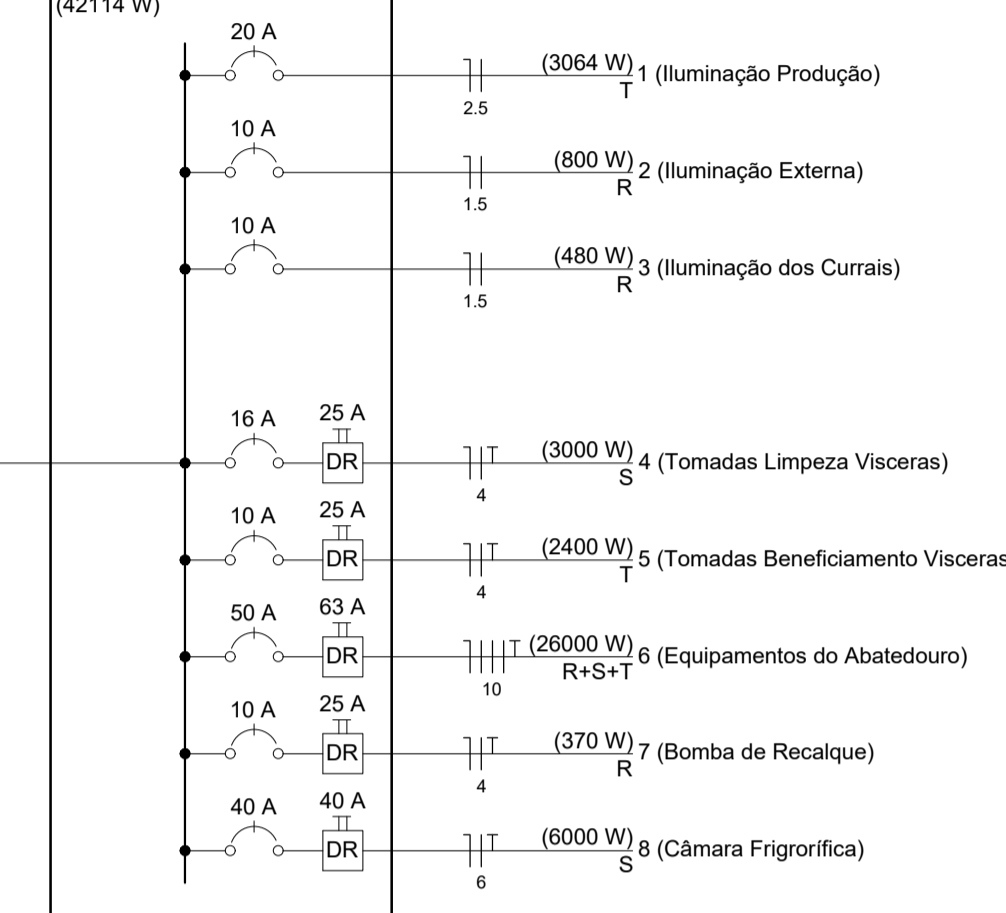 (42114 W)
20 A
(3064 W) 1 (Iluminação Produção)
T
2.5
10 A
(800 W) 2 (Iluminação Externa)
R
1.5
10 A
(480 W) 3 (Iluminação dos Currais)
R
1.5
16 A 25 A
DR (3000 W) 4 (Tomadas Limpeza Visceras)
S
4
10 A 25 A
DR (2400 W) 5 (Tomadas Beneficiamento Visceras
T
4
50 A 63 A
DR (26000 W) 6 (Equipamentos do Abatedouro)
R+S+T
10
10 A 25 A
DR (370 W) 7 (Bomba de Recalque)
R
4
40 A 40 A
DR (6000 W) 8 (Câmara Frigrorífica)
S
6